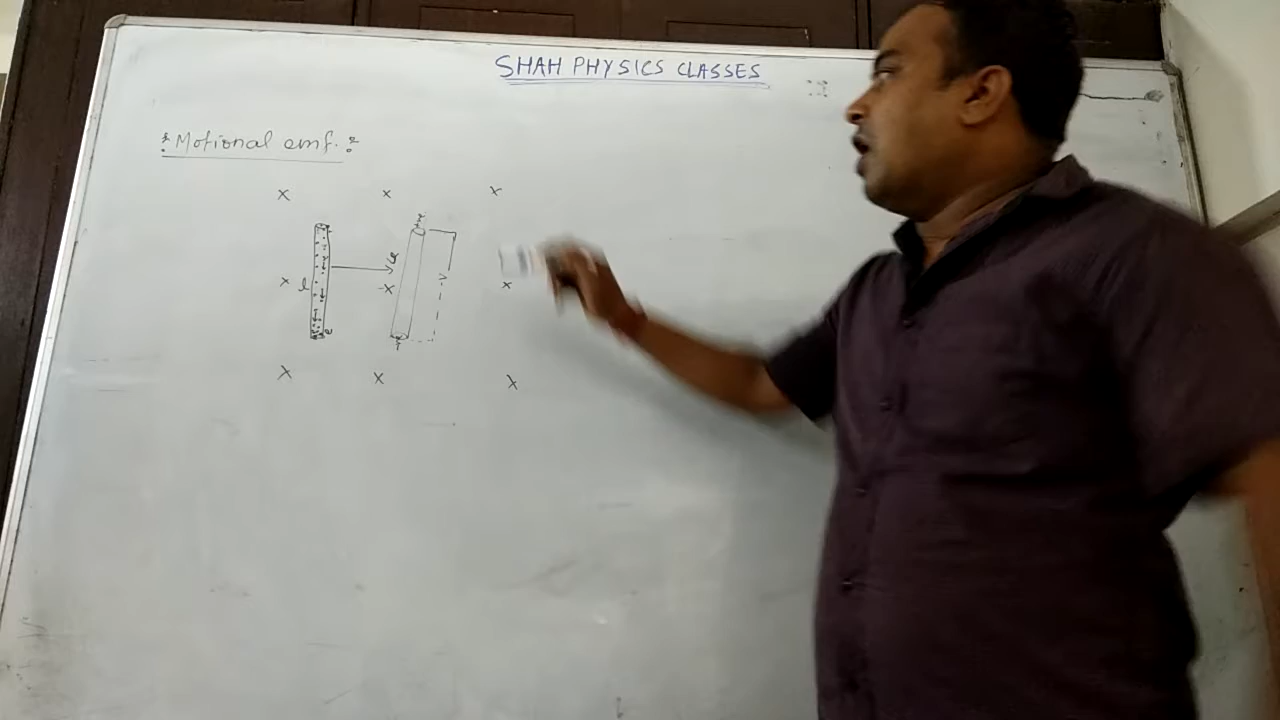 SHAH PHYSICS CLASSES
* Motional emf. :
x x x
l v
x x x
V
x x x